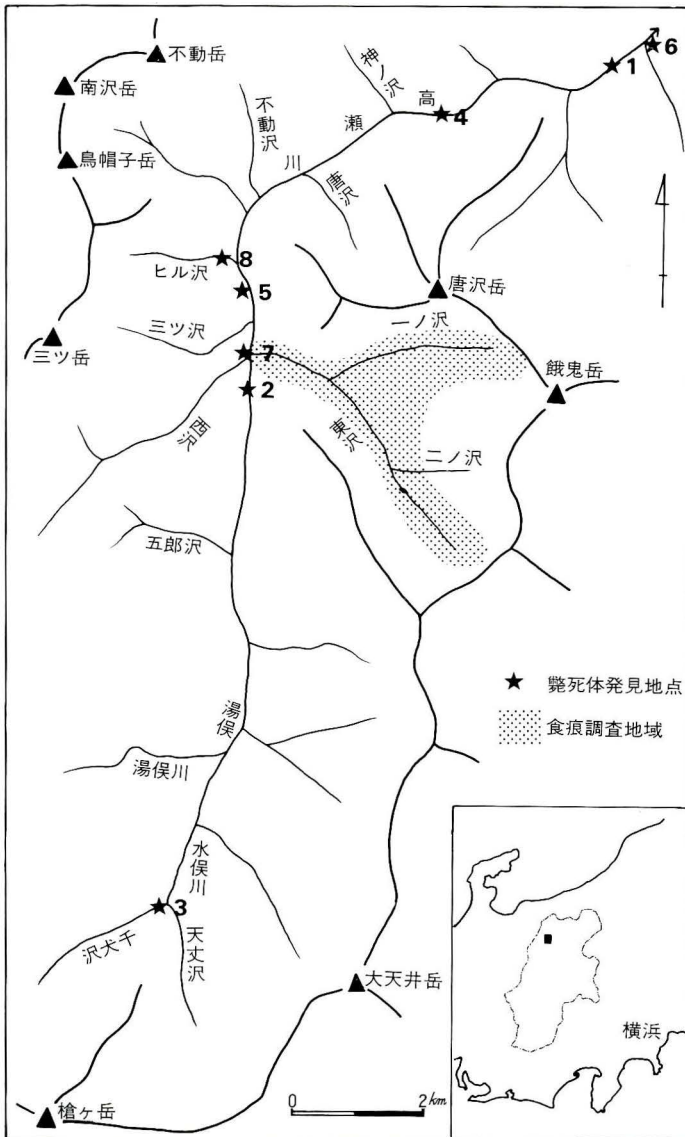 不動岳
南沢岳
烏帽子岳
三ツ岳
不動沢
神ノ沢
高
瀬
川
唐沢
1
6
4
8
ヒル沢
5
三ツ沢
7
2
西沢
五郎沢
唐沢岳
一ノ沢
餓鬼岳
東沢
二ノ沢
★ 斃死体発見地点
食痕調査地域
湯俣
湯俣川
水俣川
3
沢犬千
天丈沢
大天井岳
槍ヶ岳
0 2km
横浜